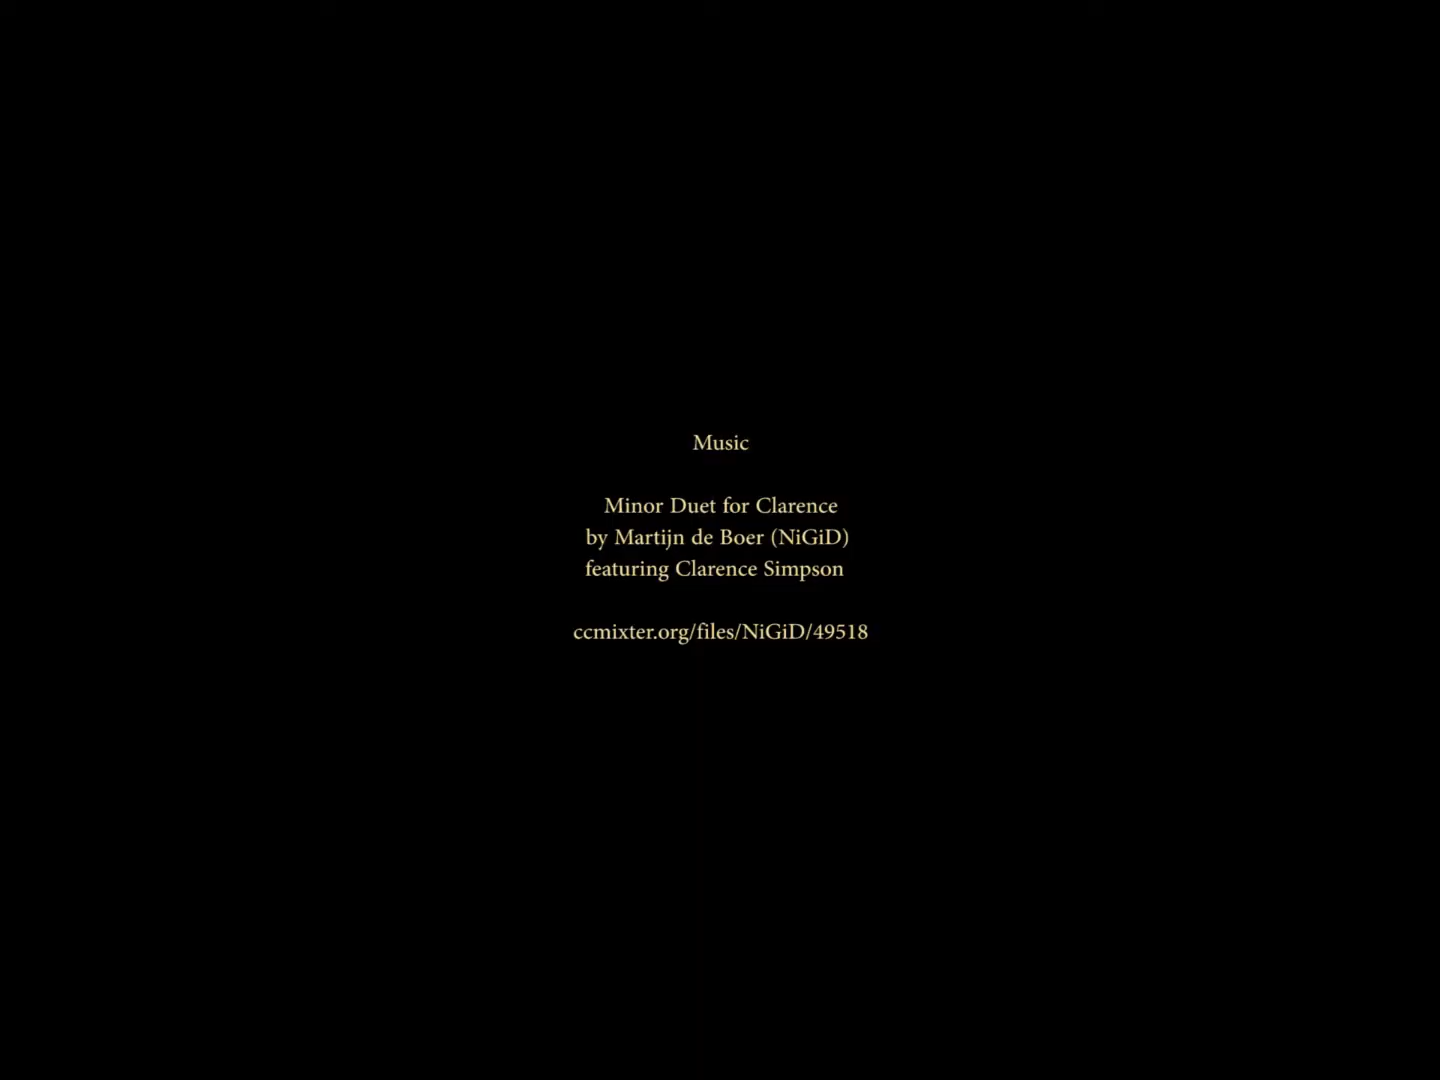 Music
Minor Duet for Clarence
by Martijn de Boer (NiGiD)
featuring Clarence Simpson
ccmixter.org/files/NiGiD/49518